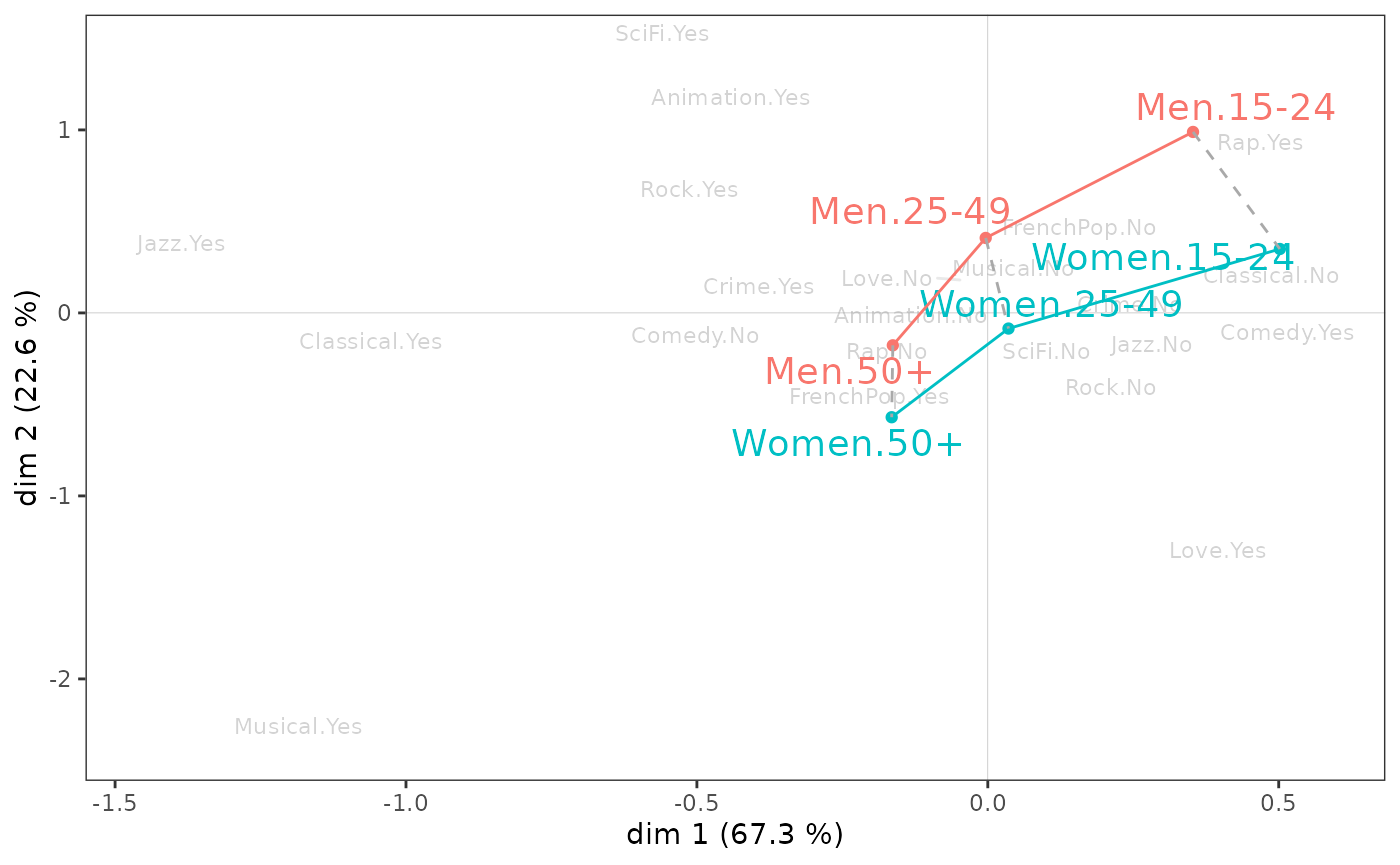 SciFi.Yes
Animation.Yes
Men.15-24
1
Rap.Yes
Rock.Yes
Men.25-49
FrenchPop.No
Jazz.Yes
Women.15-24
Musical.No
Love.No
Classical.No
Crime.Yes
Women.25-49
Crime.No
0
Animation.No
Comedy.No
Comedy.Yes
Classical.Yes
Rap.No
SciFi.No
Jazz.No
Men.50+
Rock.No
FrenchPop.Yes
Women.50+
-1
Love.Yes
-2
Musical.Yes
-1.5 -1.0 -0.5 0.0 0.5
dim 1 (67.3 %)
dim 2 (22.6 %)